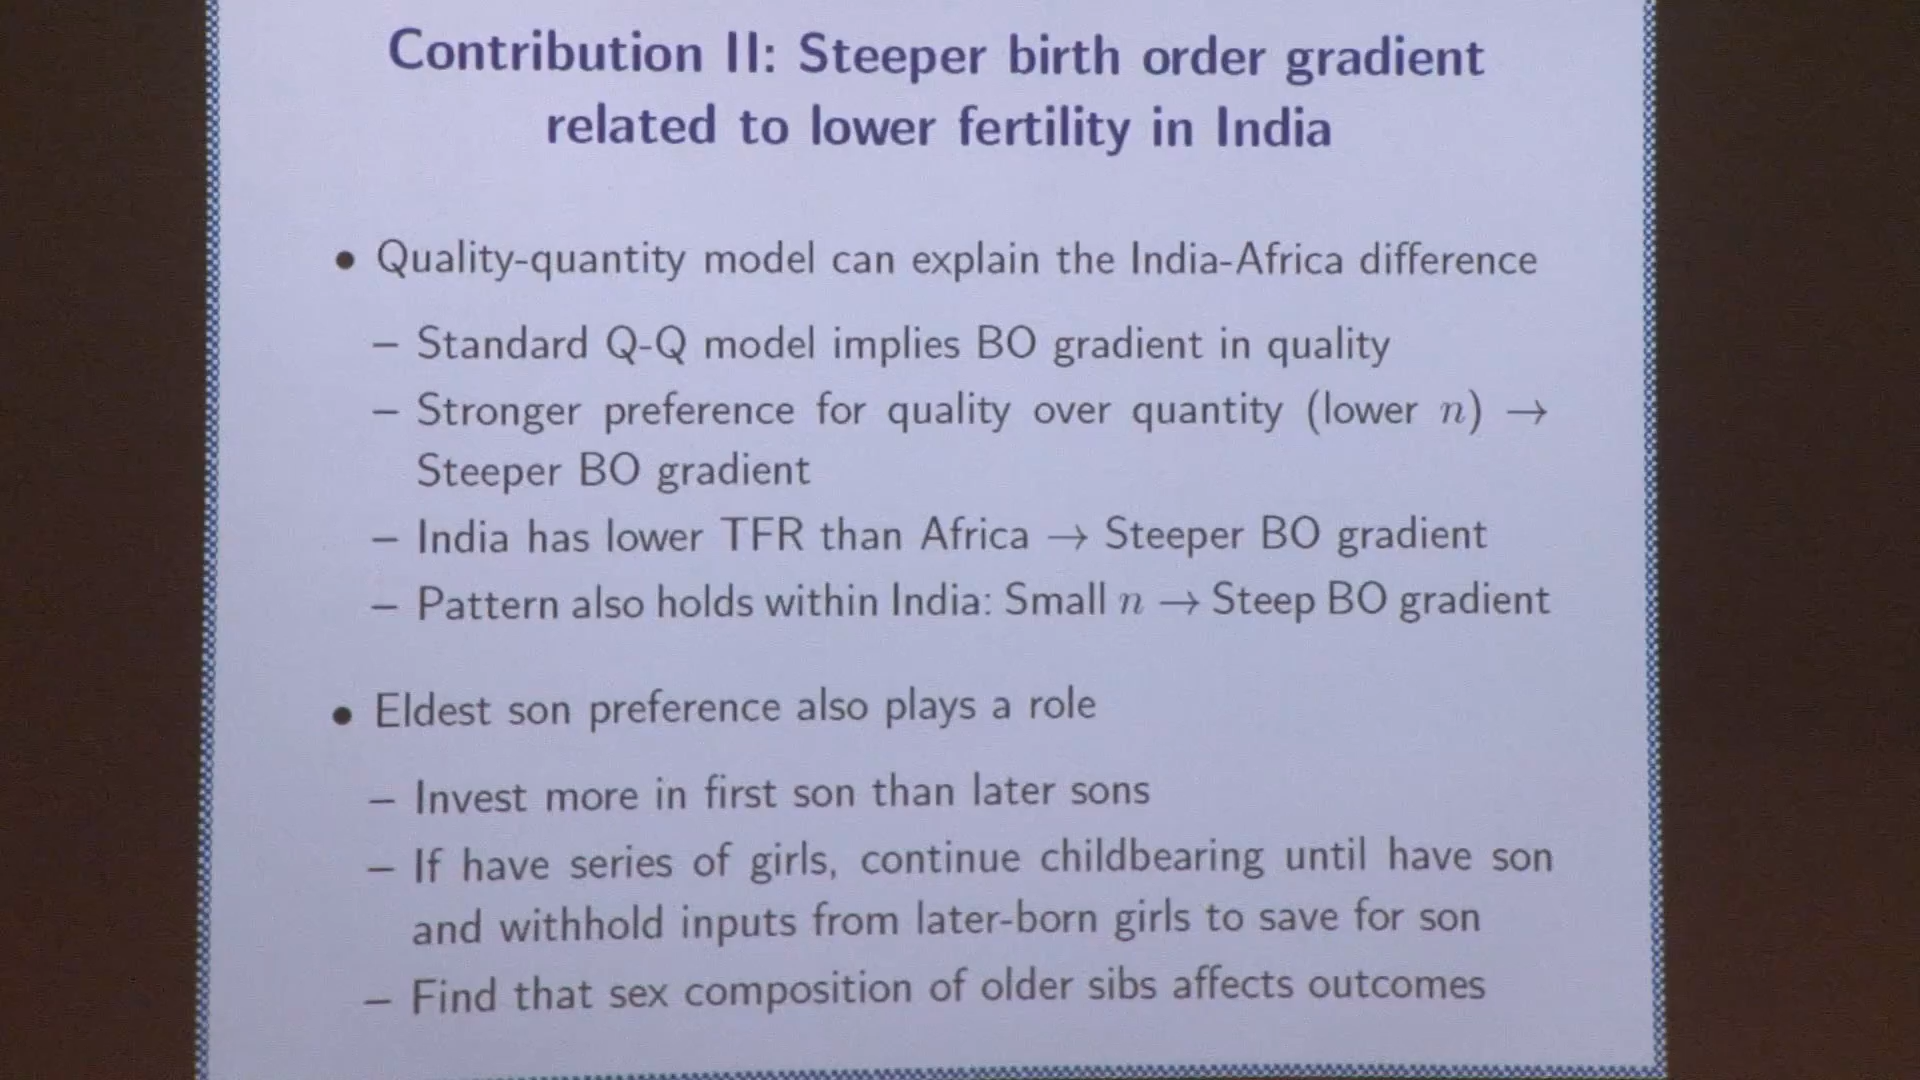 Contribution II: Steeper birth order gradient
related to lower fertility in India
• Quality-quantity model can explain the India-Africa difference
– Standard Q-Q model implies BO gradient in quality
– Stronger preference for quality over quantity (lower n) →
Steeper BO gradient
– India has lower TFR than Africa → Steeper BO gradient
– Pattern also holds within India: Small n → Steep BO gradient
• Eldest son preference also plays a role
– Invest more in first son than later sons
– If have series of girls, continue childbearing until have son
and withhold inputs from later-born girls to save for son
– Find that sex composition of older sibs affects outcomes